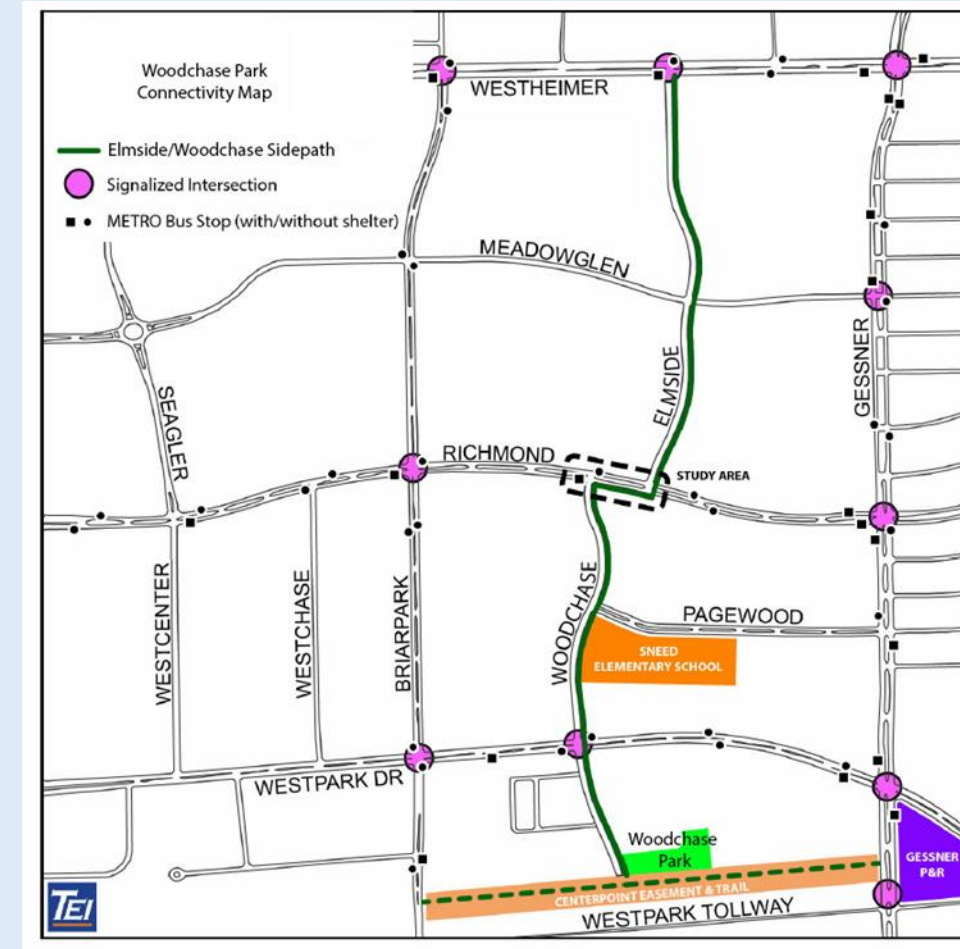 Woodchase Park
Connectivity Map
Elmside/Woodchase Sidepath
Signalized Intersection
METRO Bus Stop (with/without shelter)
WESTHEIMER
MEADOWGLEN
SEAGLER
ELMSIDE
GESSNER
RICHMOND
STUDY AREA
WESTCENTER
WESTCHASE
BRIARPARK
WOODCHASE
PAGEWOOD
SNEED
ELEMENTARY SCHOOL
WESTPARK DR
Woodchase
Park
GESSNER
P&R
CENTERPOINT EASEMENT & TRAIL
WESTPARK TOLLWAY
TEI